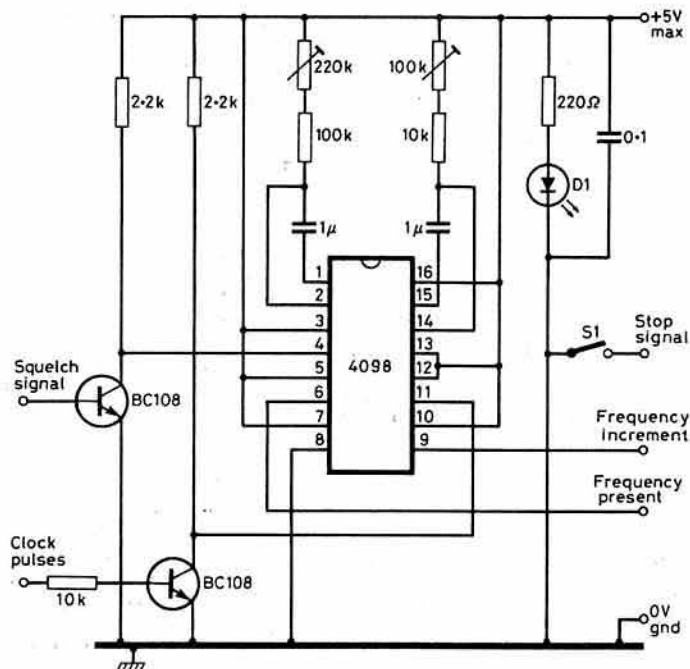 +5V
max
220k
100k
2·2k
2·2k
220Ω
0·1
100k
10k
D1
1μ
1μ
1
16
2
15
3
14
4
13
4098
5
12
6
11
7
10
8
9
S1
Stop
signal
Squelch
signal
BC108
Frequency
increment
Frequency
present
Clock
pulses
BC108
10k
0V
gnd